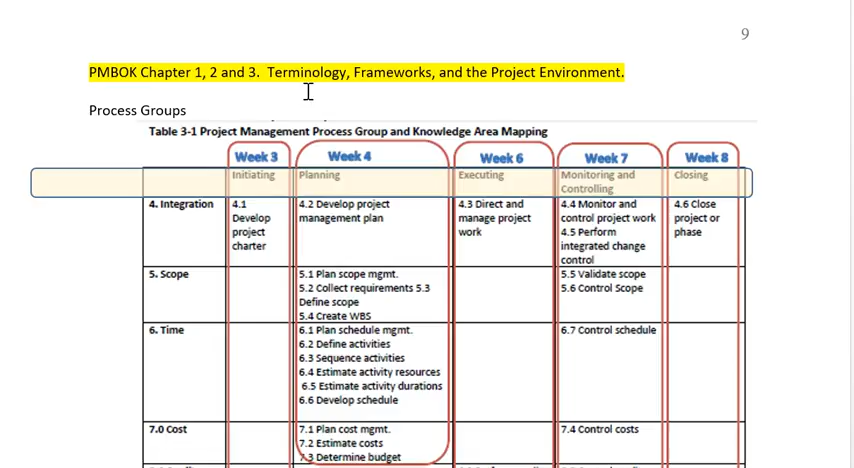 9
PMBOK Chapter 1, 2 and 3.  Terminology, Frameworks, and the Project Environment.
Process Groups
Table 3-1 Project Management Process Group and Knowledge Area Mapping
Week 3
Week 4
Week 6
Week 7
Week 8
Initiating
Planning
Executing
Monitoring and
Controlling
Closing
4. Integration
4.1
Develop
project
charter
4.2 Develop project
management plan
4.3 Direct and
manage project
work
4.4 Monitor and
control project work
4.5 Perform
integrated change
control
4.6 Close
project or
phase
5. Scope
5.1 Plan scope mgmt.
5.2 Collect requirements 5.3
Define scope
5.4 Create WBS
5.5 Validate scope
5.6 Control Scope
6. Time
6.1 Plan schedule mgmt.
6.2 Define activities
6.3 Sequence activities
6.4 Estimate activity resources
6.5 Estimate activity durations
6.6 Develop schedule
6.7 Control schedule
7.0 Cost
7.1 Plan cost mgmt.
7.2 Estimate costs
7.3 Determine budget
7.4 Control costs